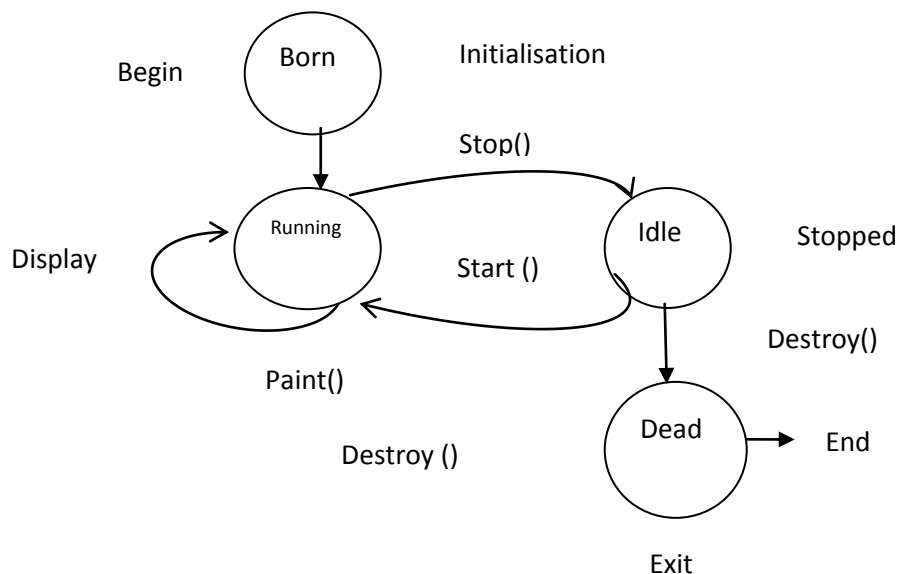 Born
Initialisation
Begin
Stop()
Running
Idle
Stopped
Display
Start ()
Destroy()
Paint()
Dead
End
Destroy ()
Exit